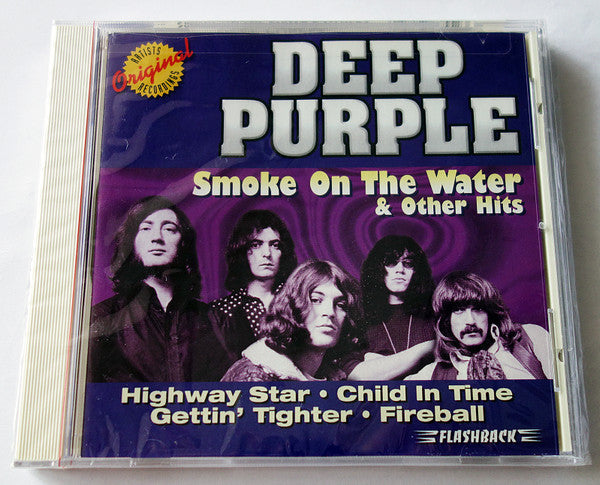 ARTISTS
Original
RECORDINGS
DEEP
PURPLE
Smoke On The Water
& Other Hits
Highway Star • Child In Time
Gettin' Tighter • Fireball
FLASHBACK